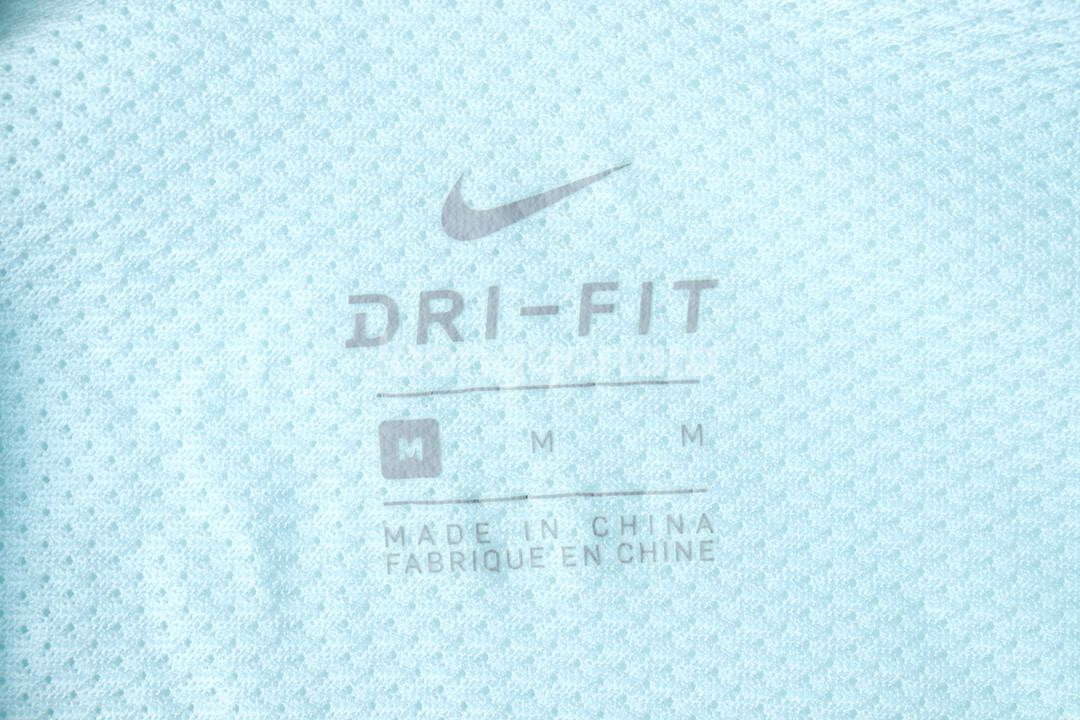 DRI-FIT
M M M
MADE IN CHINA
FABRIQUE EN CHINE